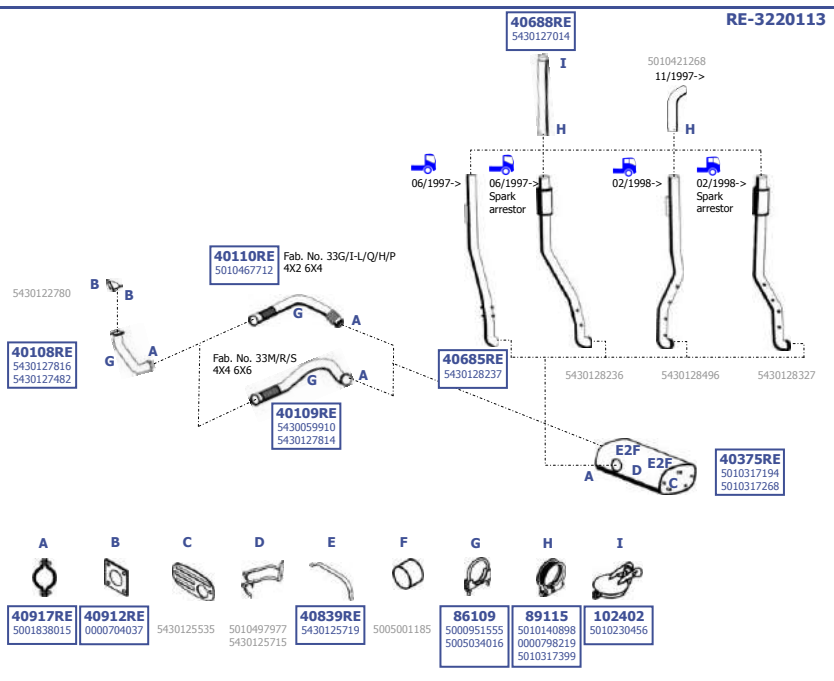 RE-3220113
40688RE
5430127014
I
H
5010421268
11/1997->
H
06/1997->
06/1997->
Spark
arrestor
02/1998->
02/1998->
Spark
arrestor
40110RE
5010467712
Fab. No. 33G/I-L/Q/H/P
4X2 6X4
G
A
5430122780
B
B
40108RE
5430127816
5430127482
G
A
Fab. No. 33M/R/S
4X4 6X6
G
A
40109RE
5430059910
5430127814
40685RE
5430128237
5430128236
5430128496
5430128327
E2F
E2F
D
C
A
40375RE
5010317194
5010317268
A
B
C
D
E
F
G
H
I
40917RE
5001838015
40912RE
0000704037
5430125535
5010497977
5430125715
40839RE
5430125719
5005001185
86109
5000951555
5005034016
89115
5010140898
0000798219
5010317399
102402
5010230456